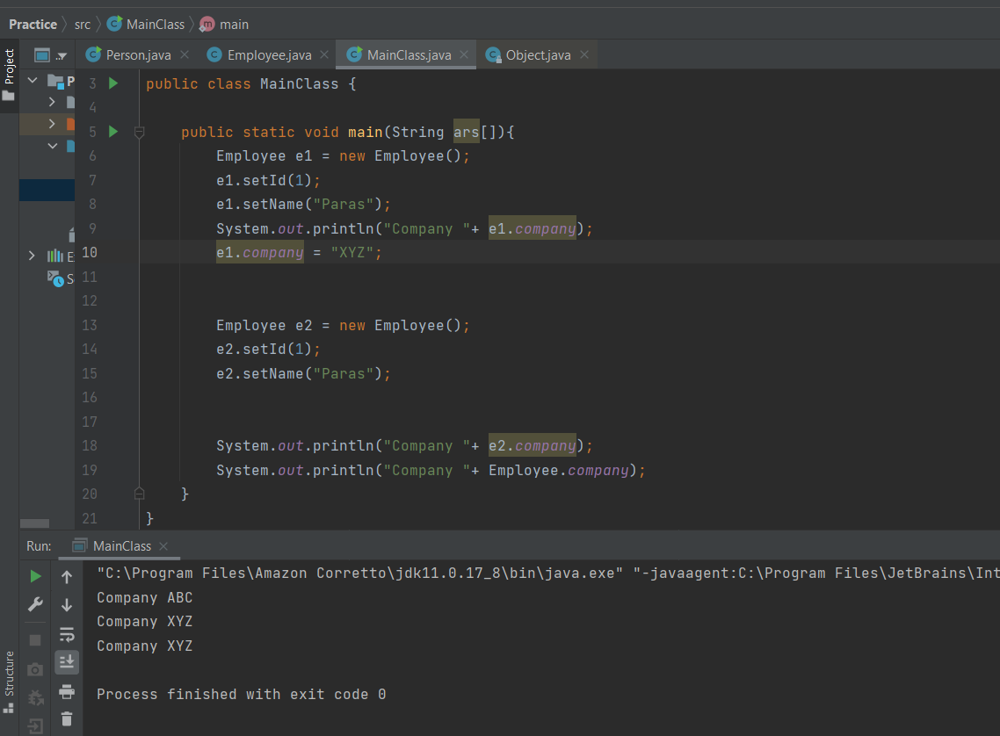 Practice src MainClass main
Project
Person.java Employee.java MainClass.java Object.java
3 public class MainClass {
4
5 public static void main(String ars[]){
6 Employee e1 = new Employee();
7 e1.setId(1);
8 e1.setName("Paras");
9 System.out.println("Company "+ e1.company);
10 e1.company = "XYZ";
11
12
13 Employee e2 = new Employee();
14 e2.setId(1);
15 e2.setName("Paras");
16
17
18 System.out.println("Company "+ e2.company);
19 System.out.println("Company "+ Employee.company);
20 }
21 }
Run: MainClass
"C:\Program Files\Amazon Corretto\jdk11.0.17_8\bin\java.exe" "-javaagent:C:\Program Files\JetBrains\Int
Company ABC
Company XYZ
Company XYZ
Process finished with exit code 0
Structure